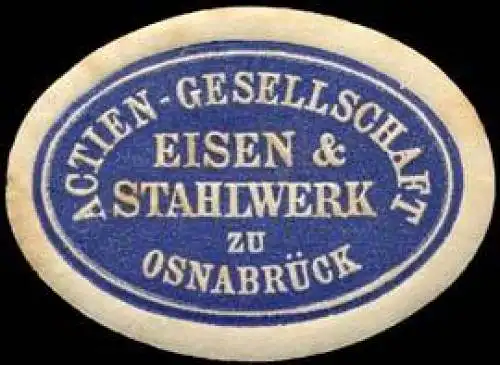 ACTIEN-GESELLSCHAFT
EISEN &
STAHLWERK
ZU
OSNABRÜCK